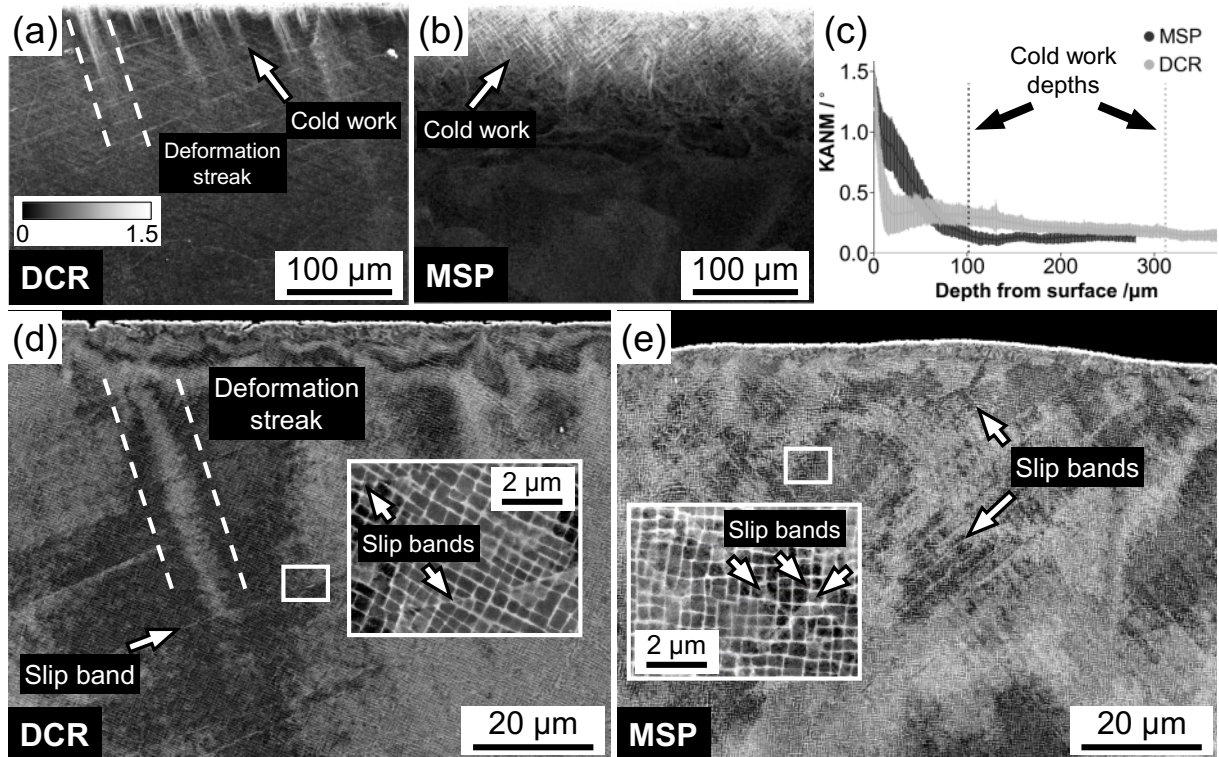 (a)
Cold work
Deformation
streak
0
1.5
DCR
100 µm
(b)
Cold work
MSP
100 µm
(c)
MSP
DCR
Cold work
depths
1.5
1.0
0.5
0.0
KANM / °
0
100
200
300
Depth from surface /µm
(d)
Deformation
streak
2 µm
Slip bands
Slip band
DCR
20 µm
(e)
Slip bands
Slip bands
2 µm
MSP
20 µm